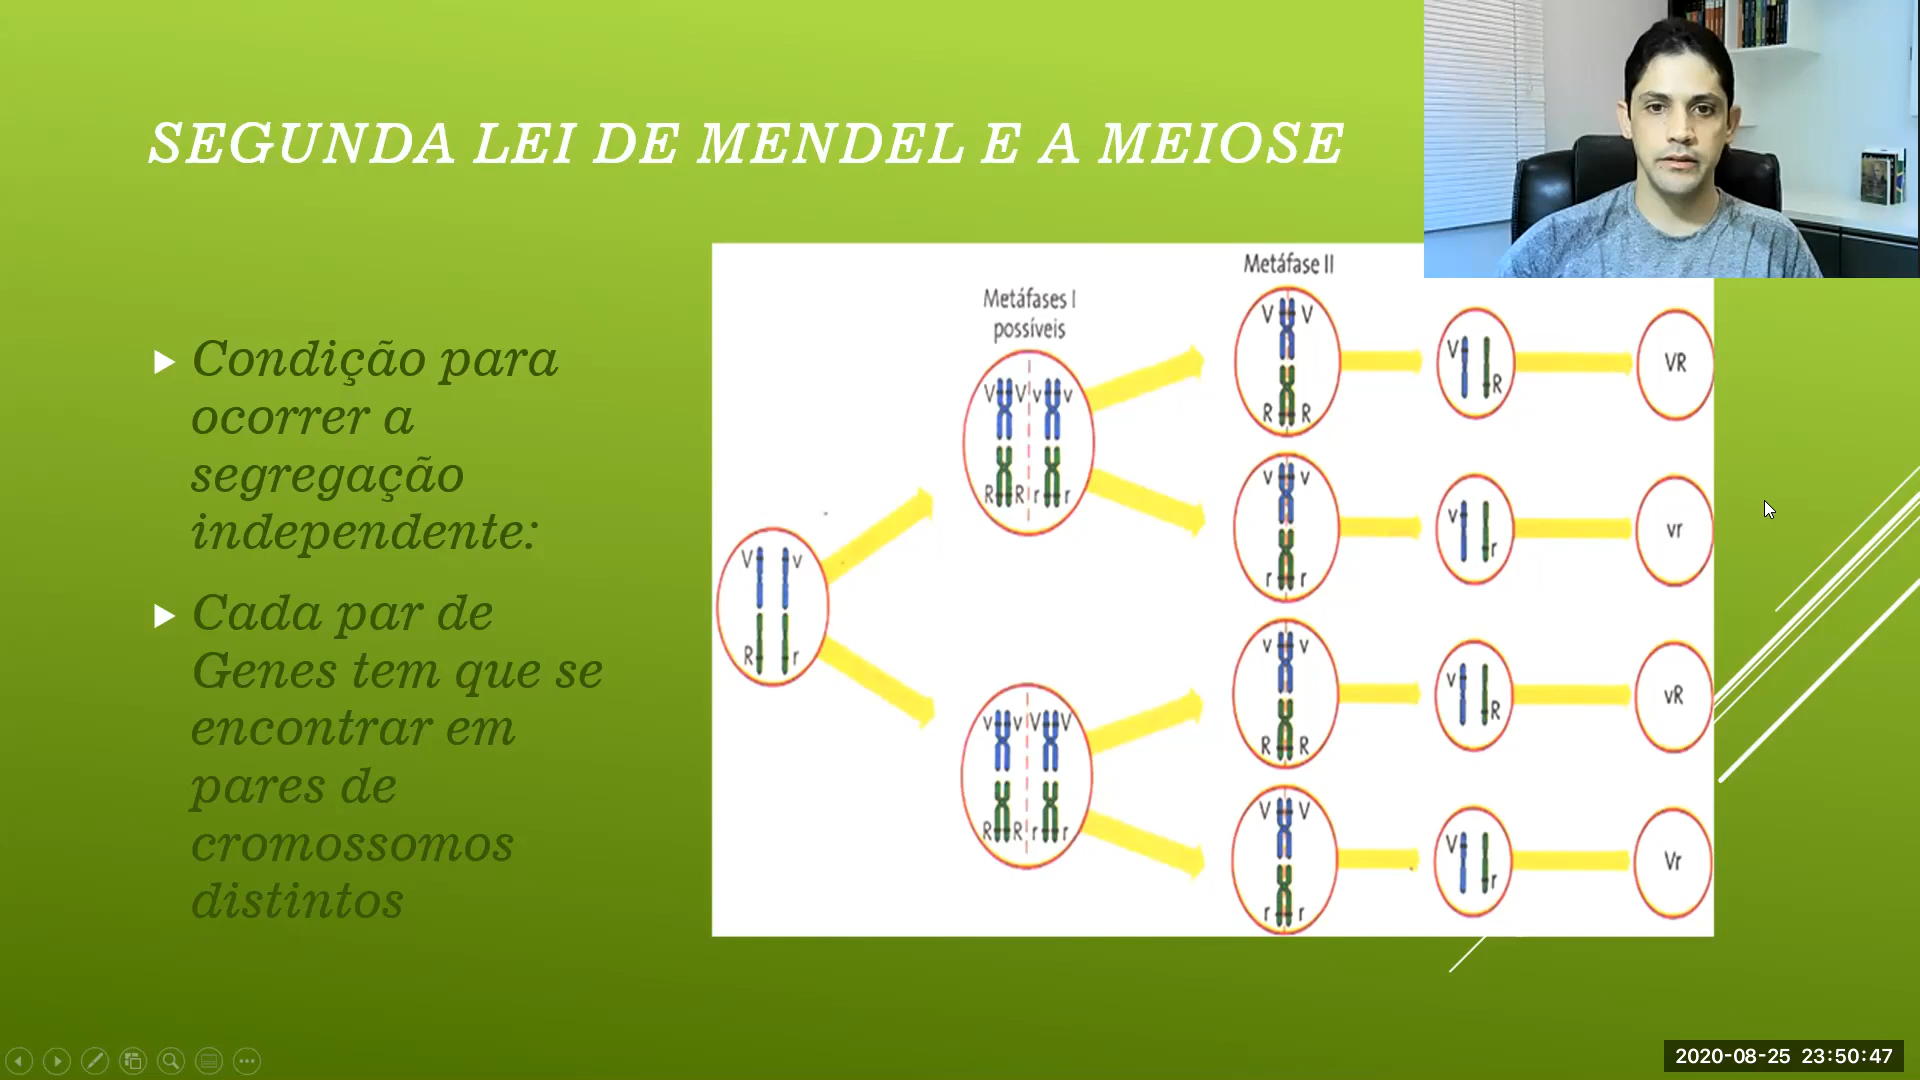 SEGUNDA LEI DE MENDEL E A MEIOSE
Condição para
ocorrer a
segregação
independente:
Cada par de
Genes tem que se
encontrar em
pares de
cromossomos
distintos
Metáfases I
possíveis
Metáfase II
V v
R r
V V v v
R R r r
v v V V
R R r r
V V
R R
v v
r r
v v
R R
V V
r r
V
R
v
r
v
R
V
r
VR
vr
vR
Vr
2020-08-25 23:50:47